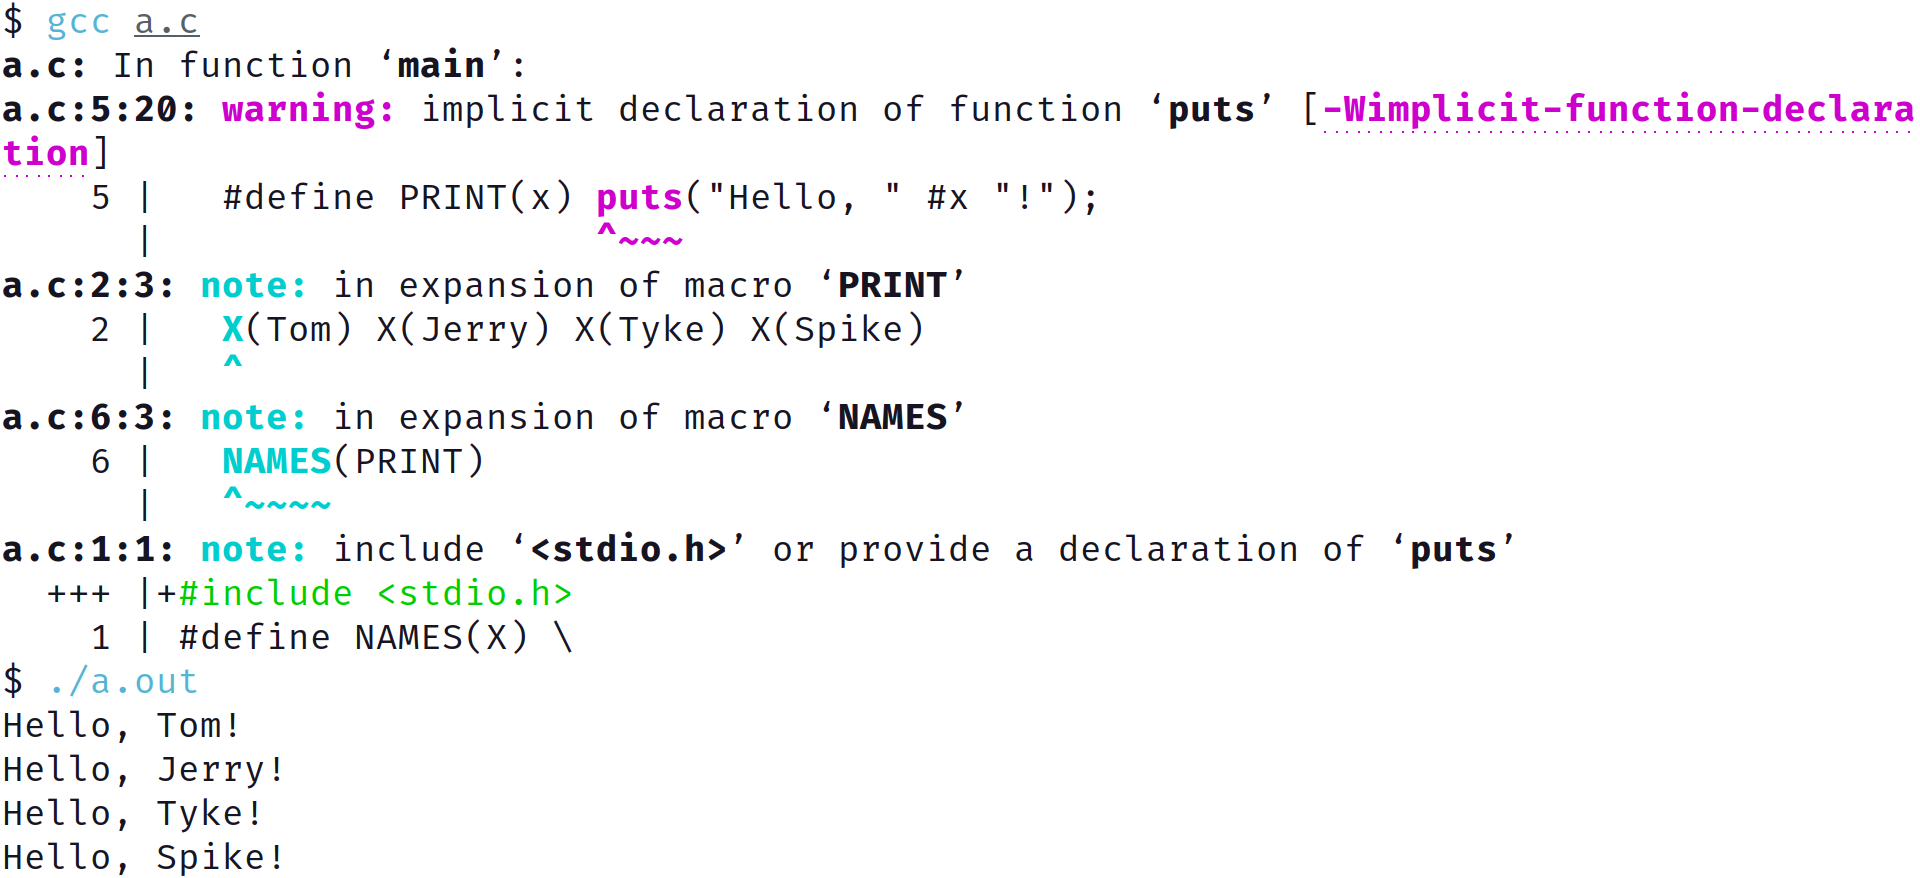 $ gcc a.c
a.c: In function ‘main’:
a.c:5:20: warning: implicit declaration of function ‘puts’ [-Wimplicit-function-declara
tion]
    5 |   #define PRINT(x) puts("Hello, " #x "!");
      |                    ^~~~
a.c:2:3: note: in expansion of macro ‘PRINT’
    2 |   X(Tom) X(Jerry) X(Tyke) X(Spike)
      |   ^
a.c:6:3: note: in expansion of macro ‘NAMES’
    6 |   NAMES(PRINT)
      |   ^~~~~
a.c:1:1: note: include ‘<stdio.h>’ or provide a declaration of ‘puts’
  +++ |+#include <stdio.h>
    1 | #define NAMES(X) \
$ ./a.out
Hello, Tom!
Hello, Jerry!
Hello, Tyke!
Hello, Spike!